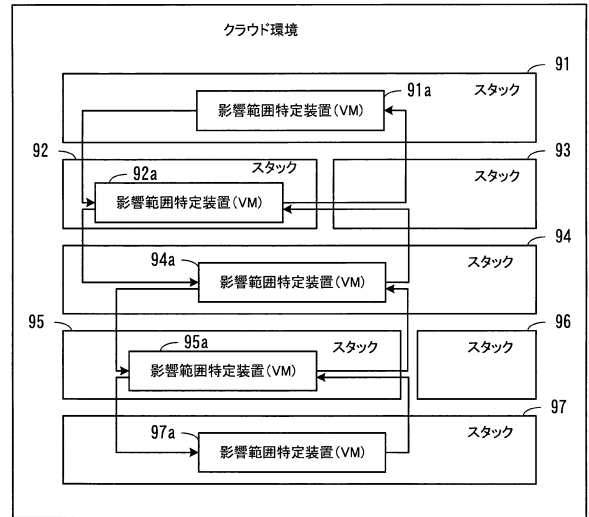 クラウド環境
91
スタック
91a
影響範囲特定装置(VM)
92
スタック
92a
影響範囲特定装置(VM)
93
スタック
94
スタック
94a
影響範囲特定装置(VM)
95
スタック
95a
影響範囲特定装置(VM)
96
スタック
97
スタック
97a
影響範囲特定装置(VM)